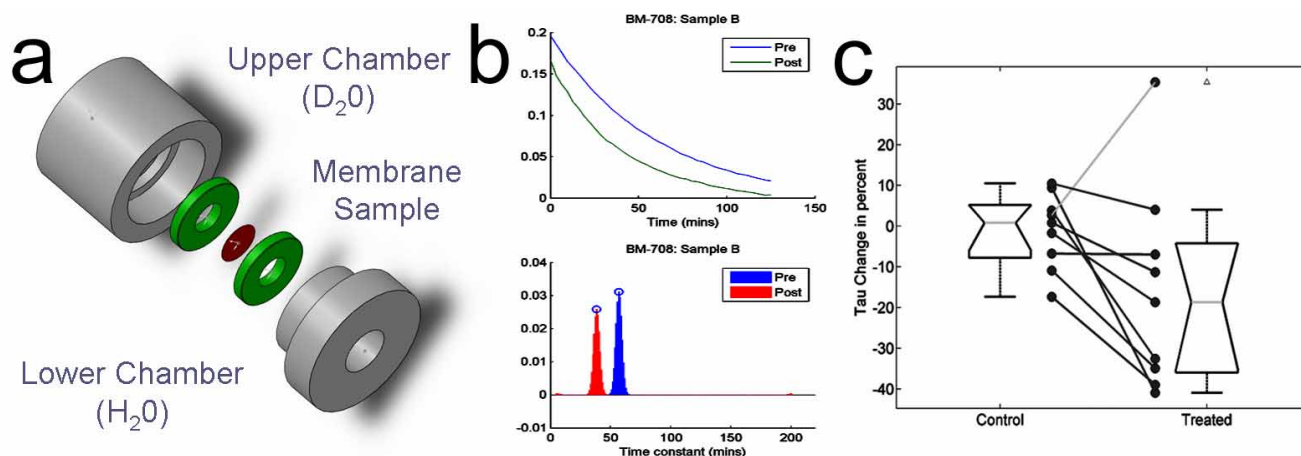 a
Upper Chamber
(D₂0)
Membrane
Sample
Lower Chamber
(H₂0)
b
BM-708: Sample B
Pre
Post
0.2
0.15
0.1
0.05
0
0 50 100 150
Time (mins)
BM-708: Sample B
Pre
Post
0.04
0.03
0.02
0.01
0
-0.01
0 50 100 150 200
Time constant (mins)
c
Tau Change in percent
30
20
10
0
-10
-20
-30
-40
Control Treated